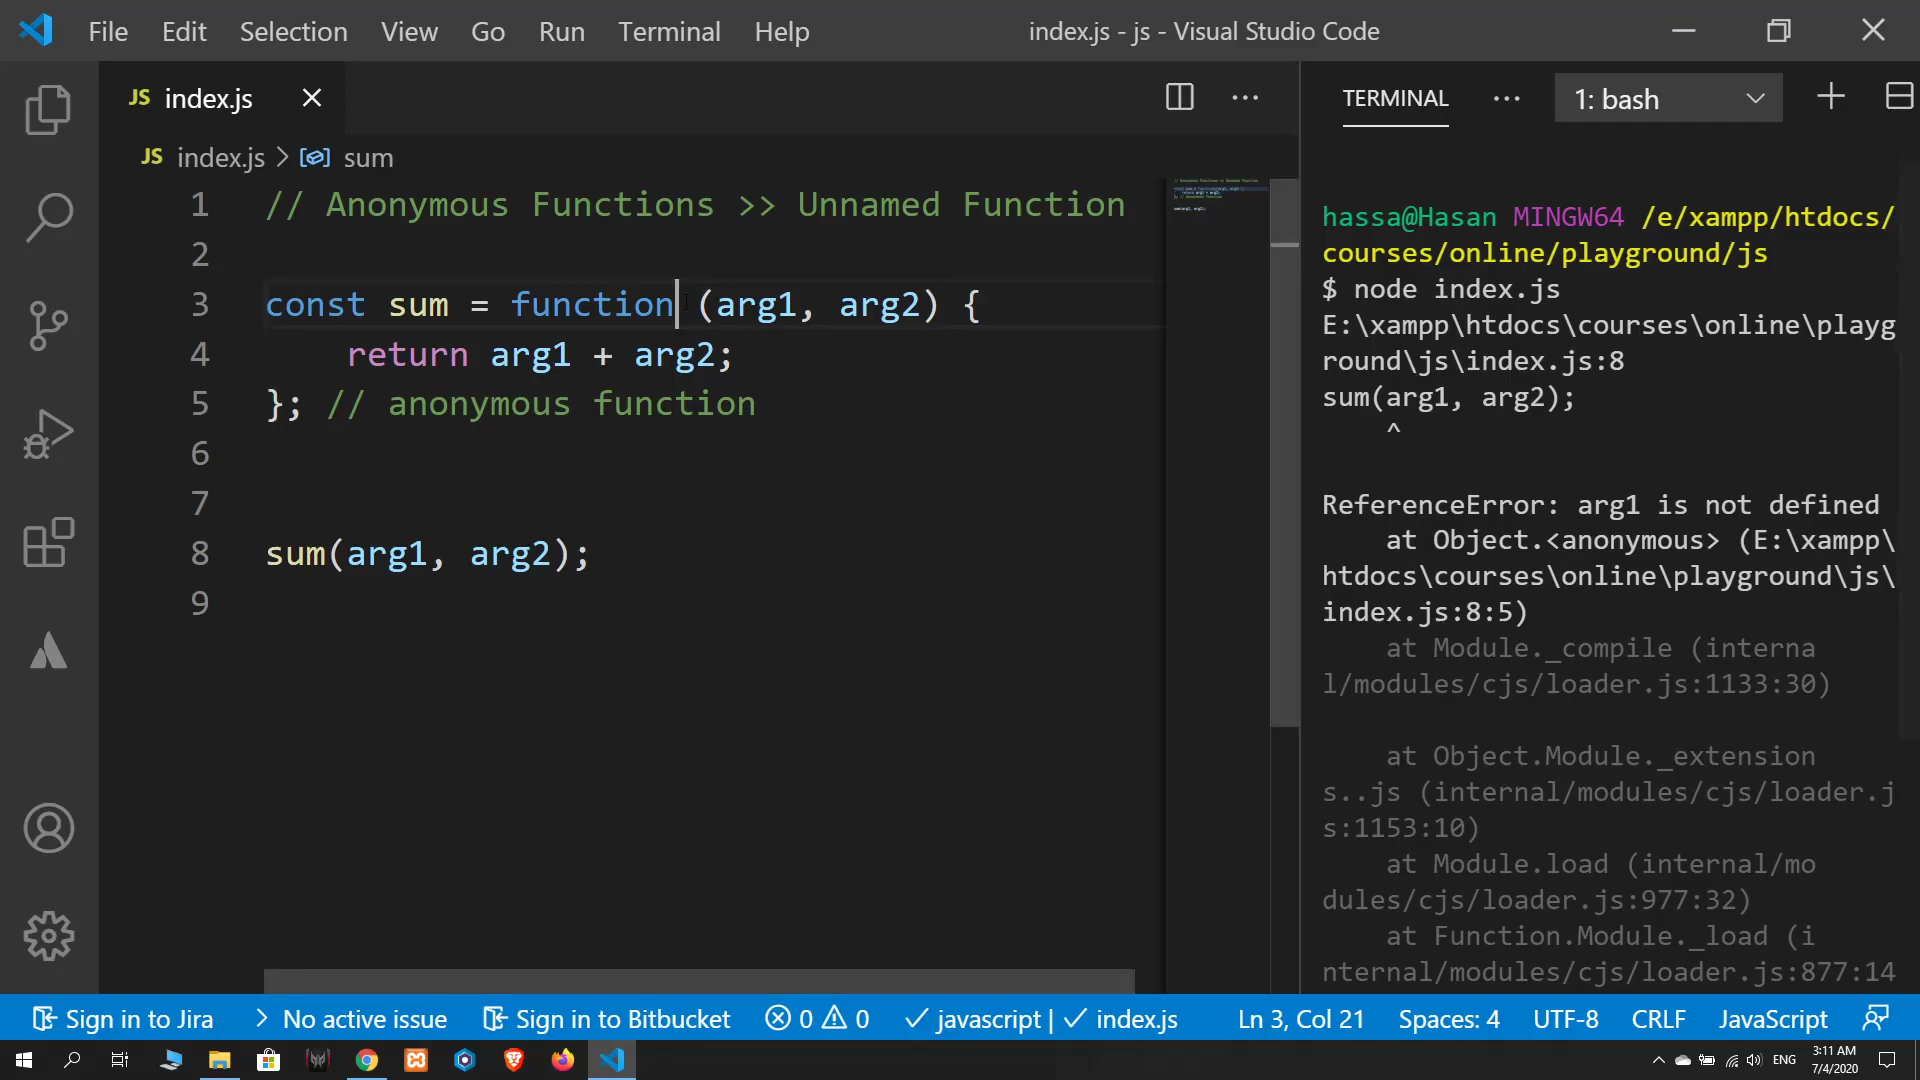 File Edit Selection View Go Run Terminal Help
index.js - js - Visual Studio Code
JS index.js
JS index.js > sum
1 // Anonymous Functions >> Unnamed Function
2
3 const sum = function (arg1, arg2) {
4 return arg1 + arg2;
5 }; // anonymous function
6
7
8 sum(arg1, arg2);
9
TERMINAL 1: bash
hassa@Hasan MINGW64 /e/xampp/htdocs/
courses/online/playground/js
$ node index.js
E:\xampp\htdocs\courses\online\playg
round\js\index.js:8
sum(arg1, arg2);
^
ReferenceError: arg1 is not defined
at Object.<anonymous> (E:\xampp\
htdocs\courses\online\playground\js\
index.js:8:5)
at Module._compile (interna
l/modules/cjs/loader.js:1133:30)
at Object.Module._extension
s..js (internal/modules/cjs/loader.j
s:1153:10)
at Module.load (internal/mo
dules/cjs/loader.js:977:32)
at Function.Module._load (i
nternal/modules/cjs/loader.js:877:14
Sign in to Jira > No active issue Sign in to Bitbucket 0 0 ✓ javascript | ✓ index.js Ln 3, Col 21 Spaces: 4 UTF-8 CRLF JavaScript
ENG 3:11 AM
7/4/2020